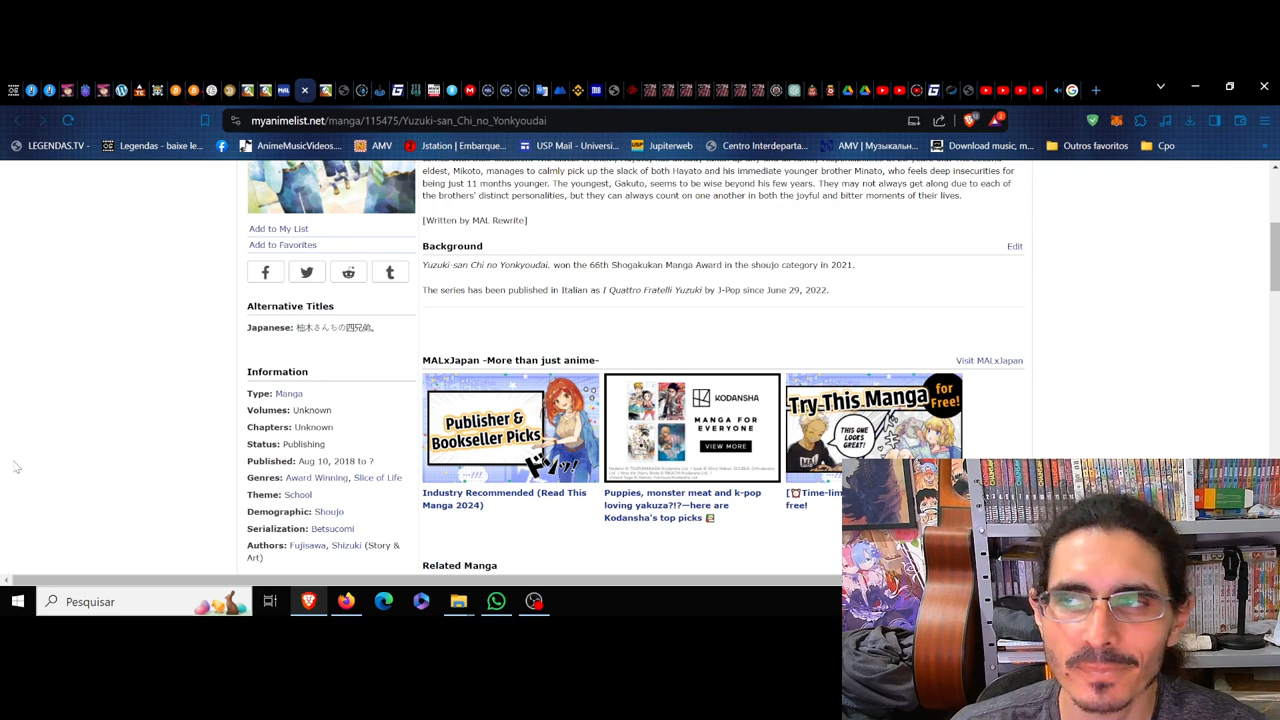 myanimelist.net/manga/115475/Yuzuki-san_Chi_no_Yonkyoudai
LEGENDAS.TV -
Legendas - baixe le...
AnimeMusicVideos....
AMV
Jstation | Embarque...
USP Mail - Universi...
Jupiterweb
Centro Interdeparta...
AMV | Музыкальн...
Download music, m...
Outros favoritos
Cpo
eldest, Mikoto, manages to calmly pick up the slack of both Hayato and his immediate younger brother Minato, who feels deep insecurities for
being just 11 months younger. The youngest, Gakuto, seems to be wise beyond his few years. They may not always get along due to each of
the brothers' distinct personalities, but they can always count on one another in both the joyful and bitter moments of their lives.
[Written by MAL Rewrite]
Add to My List
Add to Favorites
Background
Edit
Yuzuki-san Chi no Yonkyoudai. won the 66th Shogakukan Manga Award in the shoujo category in 2021.
The series has been published in Italian as I Quattro Fratelli Yuzuki by J-Pop since June 29, 2022.
Alternative Titles
Japanese: 柚木さんちの四兄弟。
Information
Type: Manga
Volumes: Unknown
Chapters: Unknown
Status: Publishing
Published: Aug 10, 2018 to ?
Genres: Award Winning, Slice of Life
Theme: School
Demographic: Shoujo
Serialization: Betsucomi
Authors: Fujisawa, Shizuki (Story &
Art)
MALxJapan -More than just anime-
Visit MALxJapan
Publisher &
Bookseller Picks!
ドンッ!
KODANSHA
MANGA FOR
EVERYONE
VIEW MORE
Try This Manga
for
Free!
THIS ONE
LOOKS
GREAT!
Industry Recommended (Read This
Manga 2024)
Puppies, monster meat and k-pop
loving yakuza?!?—here are
Kodansha's top picks
[⏰Time-lim
free!
Related Manga
Pesquisar